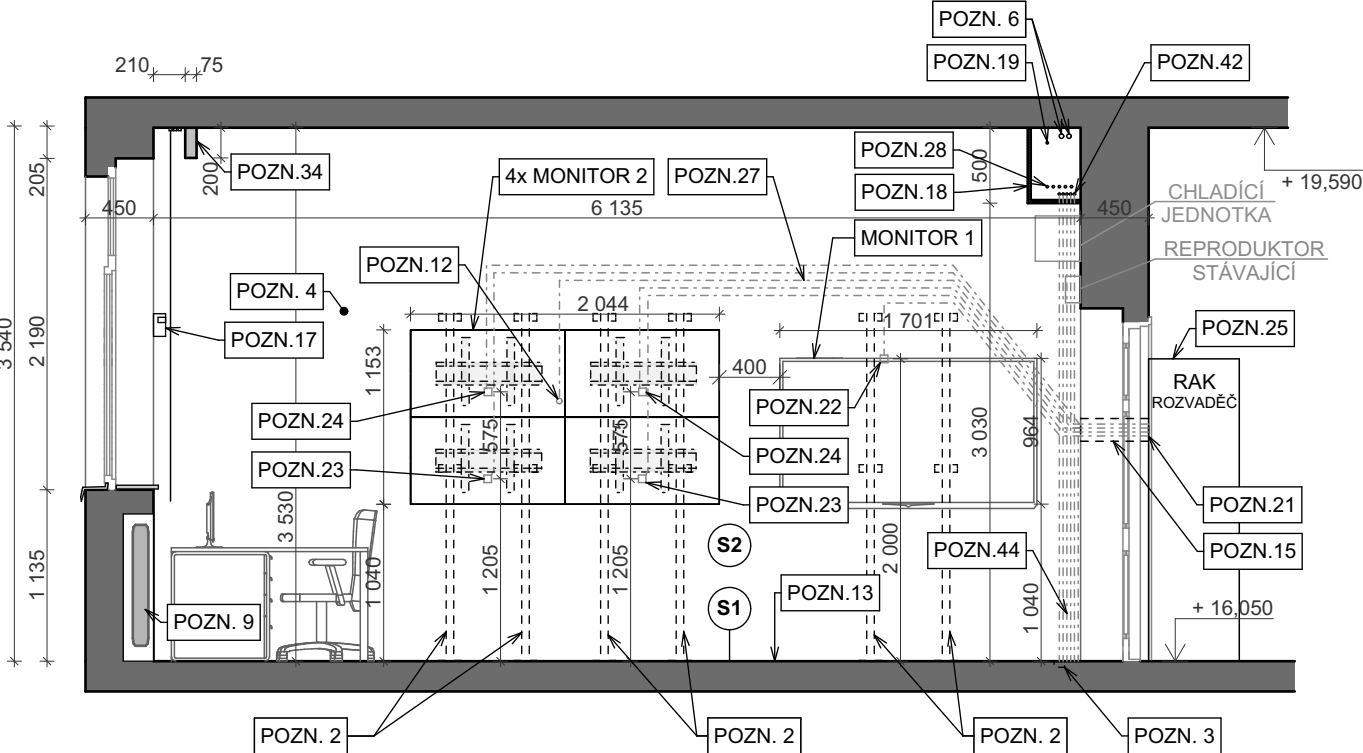 POZN. 6
POZN.19
POZN.42
210
75
POZN.34
200
4x MONITOR 2
POZN.27
POZN.28
POZN.18
500
+ 19,590
CHLADÍCÍ
JEDNOTKA
205
450
6 135
450
MONITOR 1
REPRODUKTOR
STÁVAJÍCÍ
POZN.12
POZN. 4
2 044
3 540
2 190
POZN.17
1 701
POZN.25
1 153
400
RAK
ROZVADĚČ
POZN.24
POZN.22
575
575
3 030
964
POZN.24
POZN.23
POZN.23
POZN.21
3 530
S2
2 000
POZN.44
POZN.15
1 135
1 040
1 205
1 205
POZN.13
1 040
S1
+ 16,050
POZN. 9
POZN. 2
POZN. 2
POZN. 2
POZN. 3